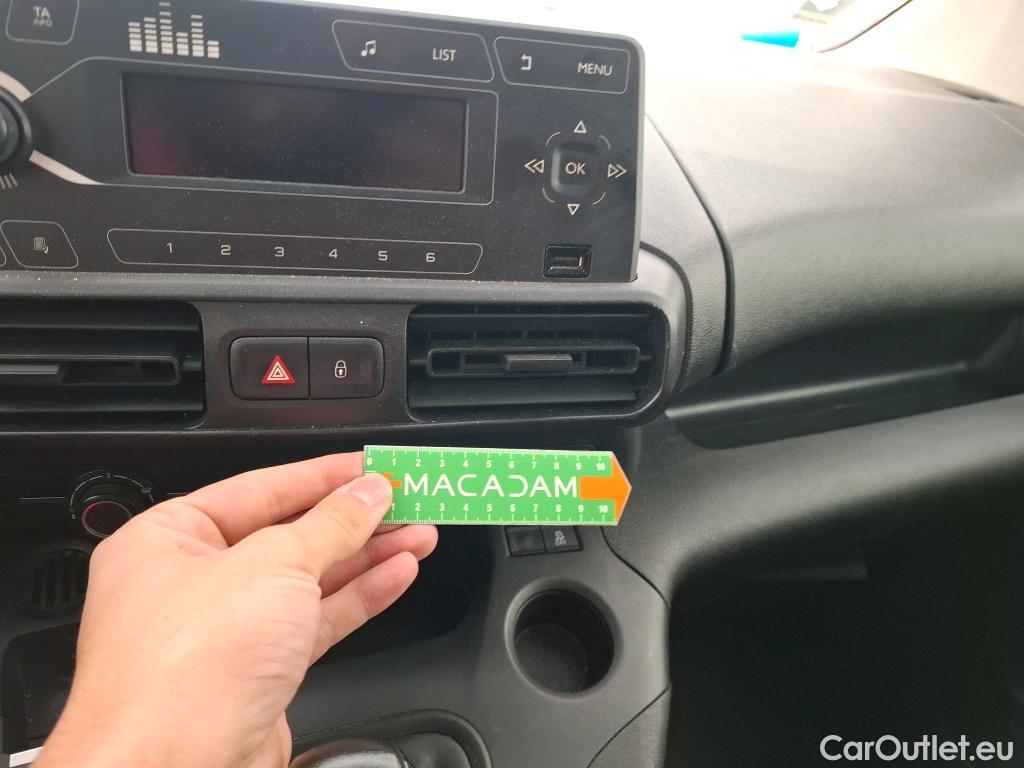 TA
INFO
LIST
MENU
OK
1 2 3 4 5 6
0 1 2 3 4 5 6 7 8 9 10
MACADAM
1 2 3 4 5 6 7 8 9 10
CarOutlet.eu